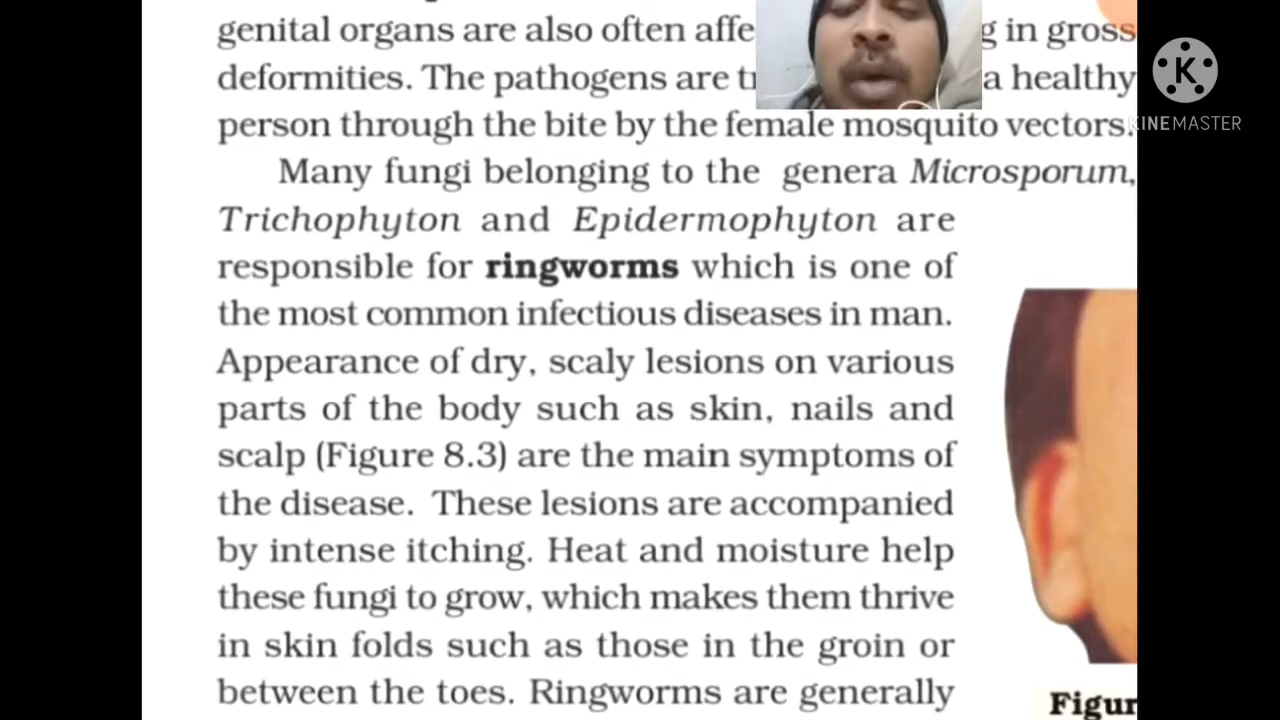 genital organs are also often in gross
deformities. The pathogens are a healthy
person through the bite by the female mosquito vectors.
KINEMASTER
Many fungi belonging to the genera Microsporum,
Trichophyton and Epidermophyton are
responsible for ringworms which is one of
the most common infectious diseases in man.
Appearance of dry, scaly lesions on various
parts of the body such as skin, nails and
scalp (Figure 8.3) are the main symptoms of
the disease. These lesions are accompanied
by intense itching. Heat and moisture help
these fungi to grow, which makes them thrive
in skin folds such as those in the groin or
between the toes. Ringworms are generally